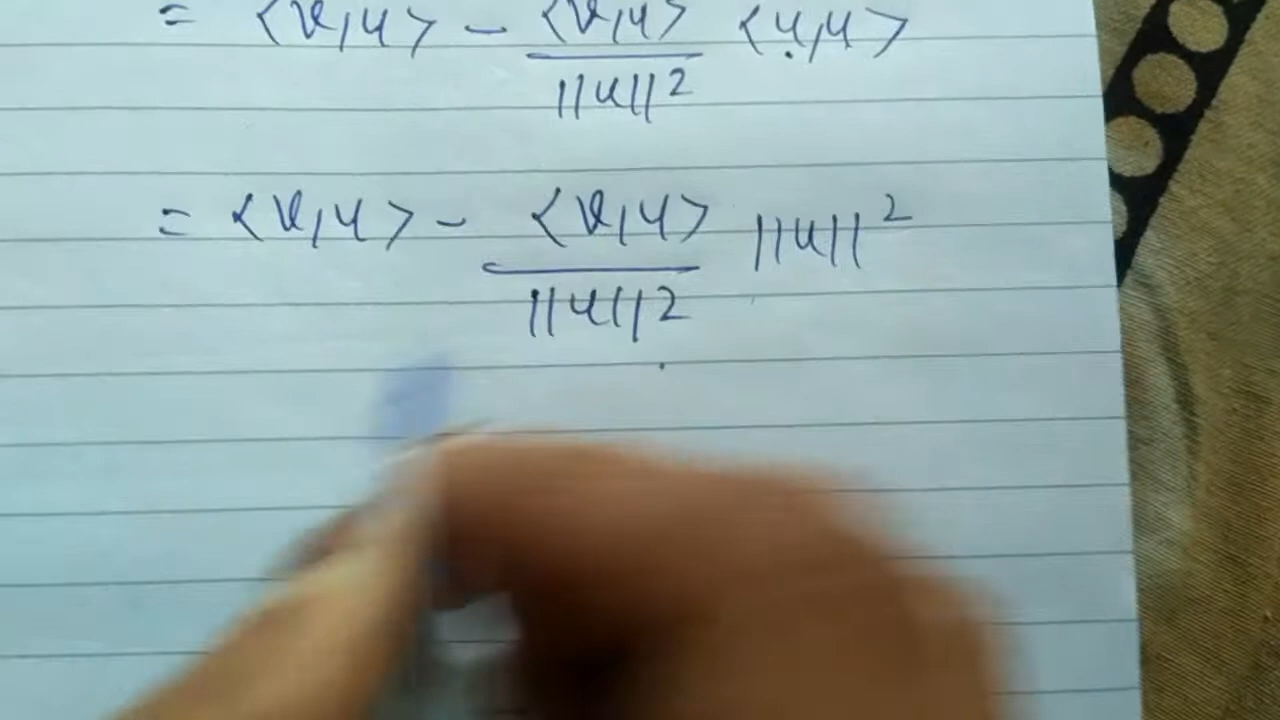 = <v,u> - <v,u>/||u||² <u,u>
= <v,u> - <v,u>/||u||² ||u||²